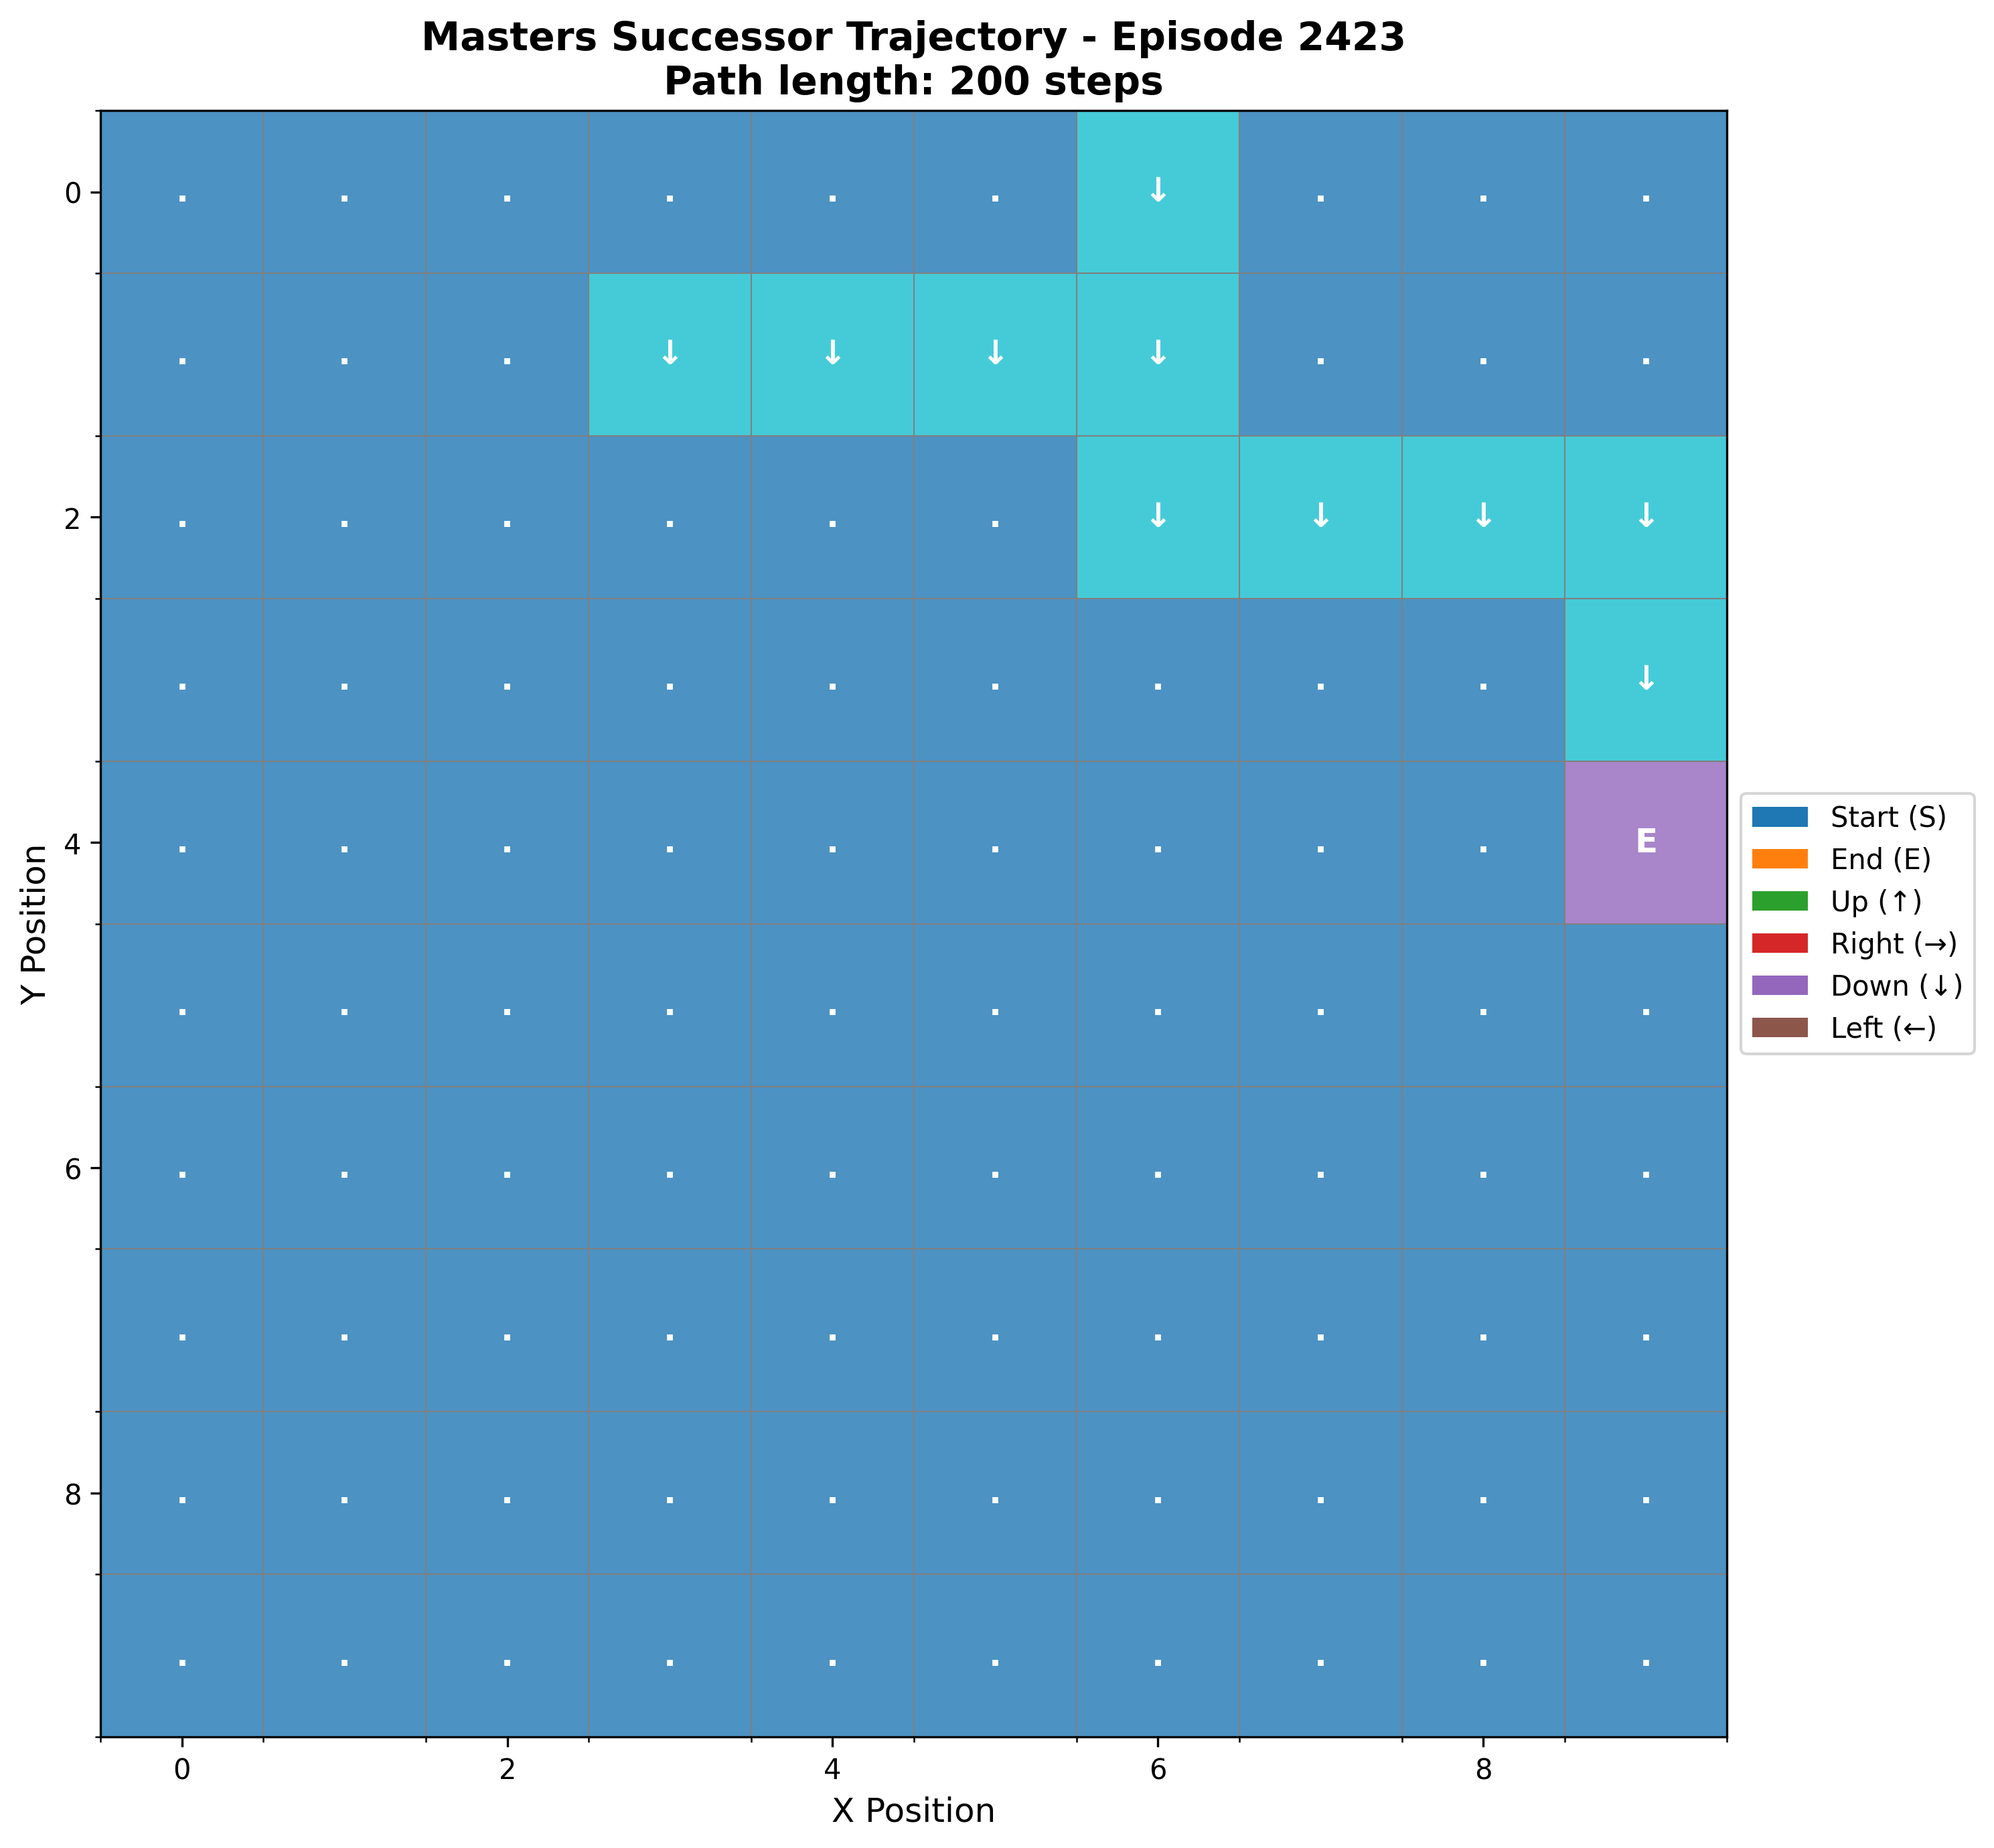 Masters Successor Trajectory - Episode 2423
Path length: 200 steps
0 . . . . . . ↓ . . .
. . . ↓ ↓ ↓ ↓ . . .
2 . . . . . . ↓ ↓ ↓ ↓
. . . . . . . . . ↓
4 . . . . . . . . . E
. . . . . . . . . .
6 . . . . . . . . . .
. . . . . . . . . .
8 . . . . . . . . . .
. . . . . . . . . .
0 2 4 6 8
X Position
Y Position
Start (S)
End (E)
Up (↑)
Right (→)
Down (↓)
Left (←)